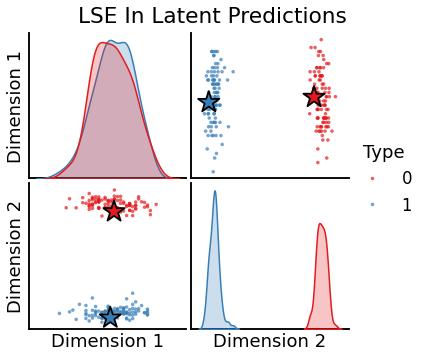 LSE In Latent Predictions
Dimension 1
Type
0
1
Dimension 2
Dimension 1
Dimension 2